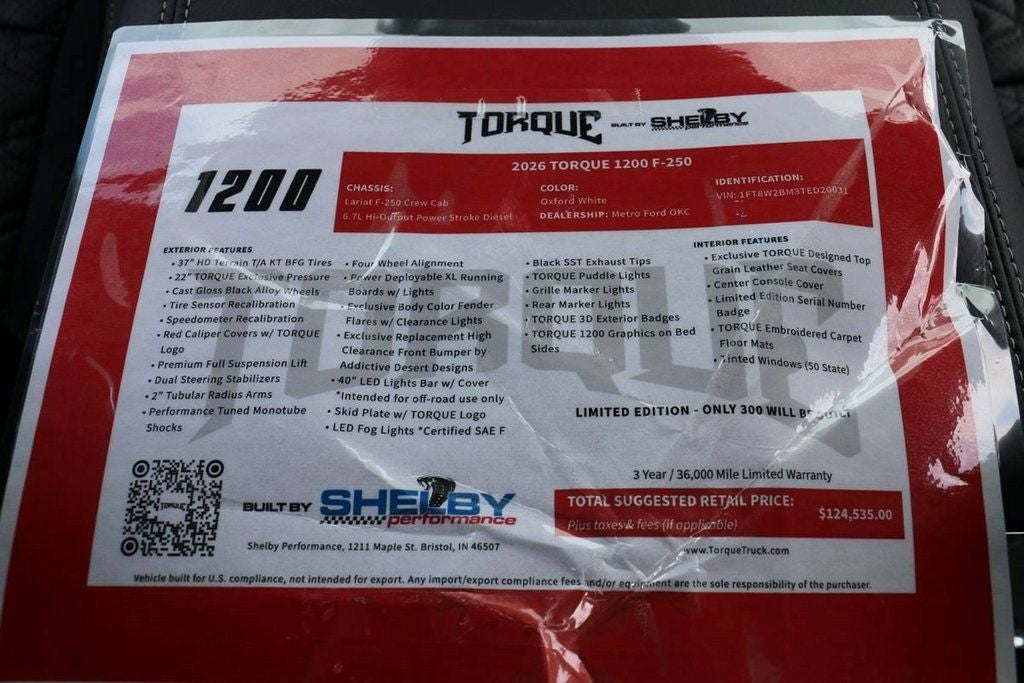 TORQUE BUILT BY SHELBY performance
1200
2026 TORQUE 1200 F-250
CHASSIS:
Lariat F-250 Crew Cab
6.7L Hi-Output Power Stroke Diesel
COLOR:
Oxford White
DEALERSHIP: Metro Ford OKC
IDENTIFICATION:
VIN: 1FT8W2BM3TED20031
EXTERIOR FEATURES
• 37" HD Terrain T/A KT BFG Tires
• 22" TORQUE Exclusive Pressure
• Cast Gloss Black Alloy Wheels
• Tire Sensor Recalibration
• Speedometer Recalibration
• Red Caliper Covers w/ TORQUE
Logo
• Premium Full Suspension Lift
• Dual Steering Stabilizers
• 2" Tubular Radius Arms
• Performance Tuned Monotube
Shocks
• Four Wheel Alignment
• Power Deployable XL Running
Boards w/ Lights
• Exclusive Body Color Fender
Flares w/ Clearance Lights
• Exclusive Replacement High
Clearance Front Bumper by
Addictive Desert Designs
• 40" LED Lights Bar w/ Cover
*Intended for off-road use only
• Skid Plate w/ TORQUE Logo
• LED Fog Lights *Certified SAE F
• Black SST Exhaust Tips
• TORQUE Puddle Lights
• Grille Marker Lights
• Rear Marker Lights
• TORQUE 3D Exterior Badges
• TORQUE 1200 Graphics on Bed
Sides
INTERIOR FEATURES
• Exclusive TORQUE Designed Top
Grain Leather Seat Covers
• Center Console Cover
• Limited Edition Serial Number
Badge
• TORQUE Embroidered Carpet
Floor Mats
• Tinted Windows (50 State)
TORQUE
LIMITED EDITION - ONLY 300 WILL BE
3 Year / 36,000 Mile Limited Warranty
TOTAL SUGGESTED RETAIL PRICE:
Plus taxes & fees (if applicable)
$124,535.00
www.TorqueTruck.com
TORQUE
BUILT BY SHELBY performance
Shelby Performance, 1211 Maple St. Bristol, IN 46507
Vehicle built for U.S. compliance, not intended for export. Any import/export compliance fees and/or equipment are the sole responsibility of the purchaser.